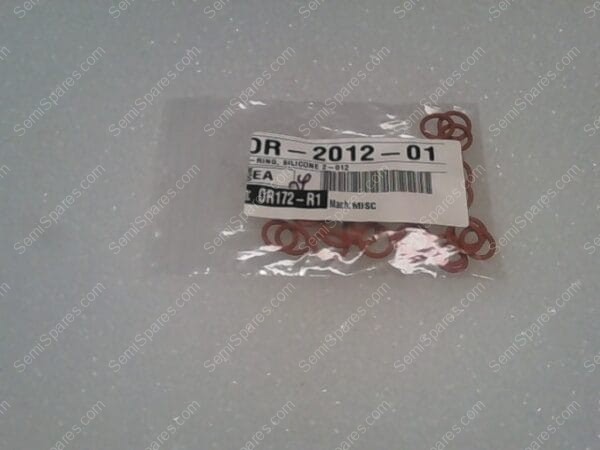 OR-2012-01
-RING, SILICONE 2-012
EA
OR172-R1 Mach: MISC
SemiSpares.com